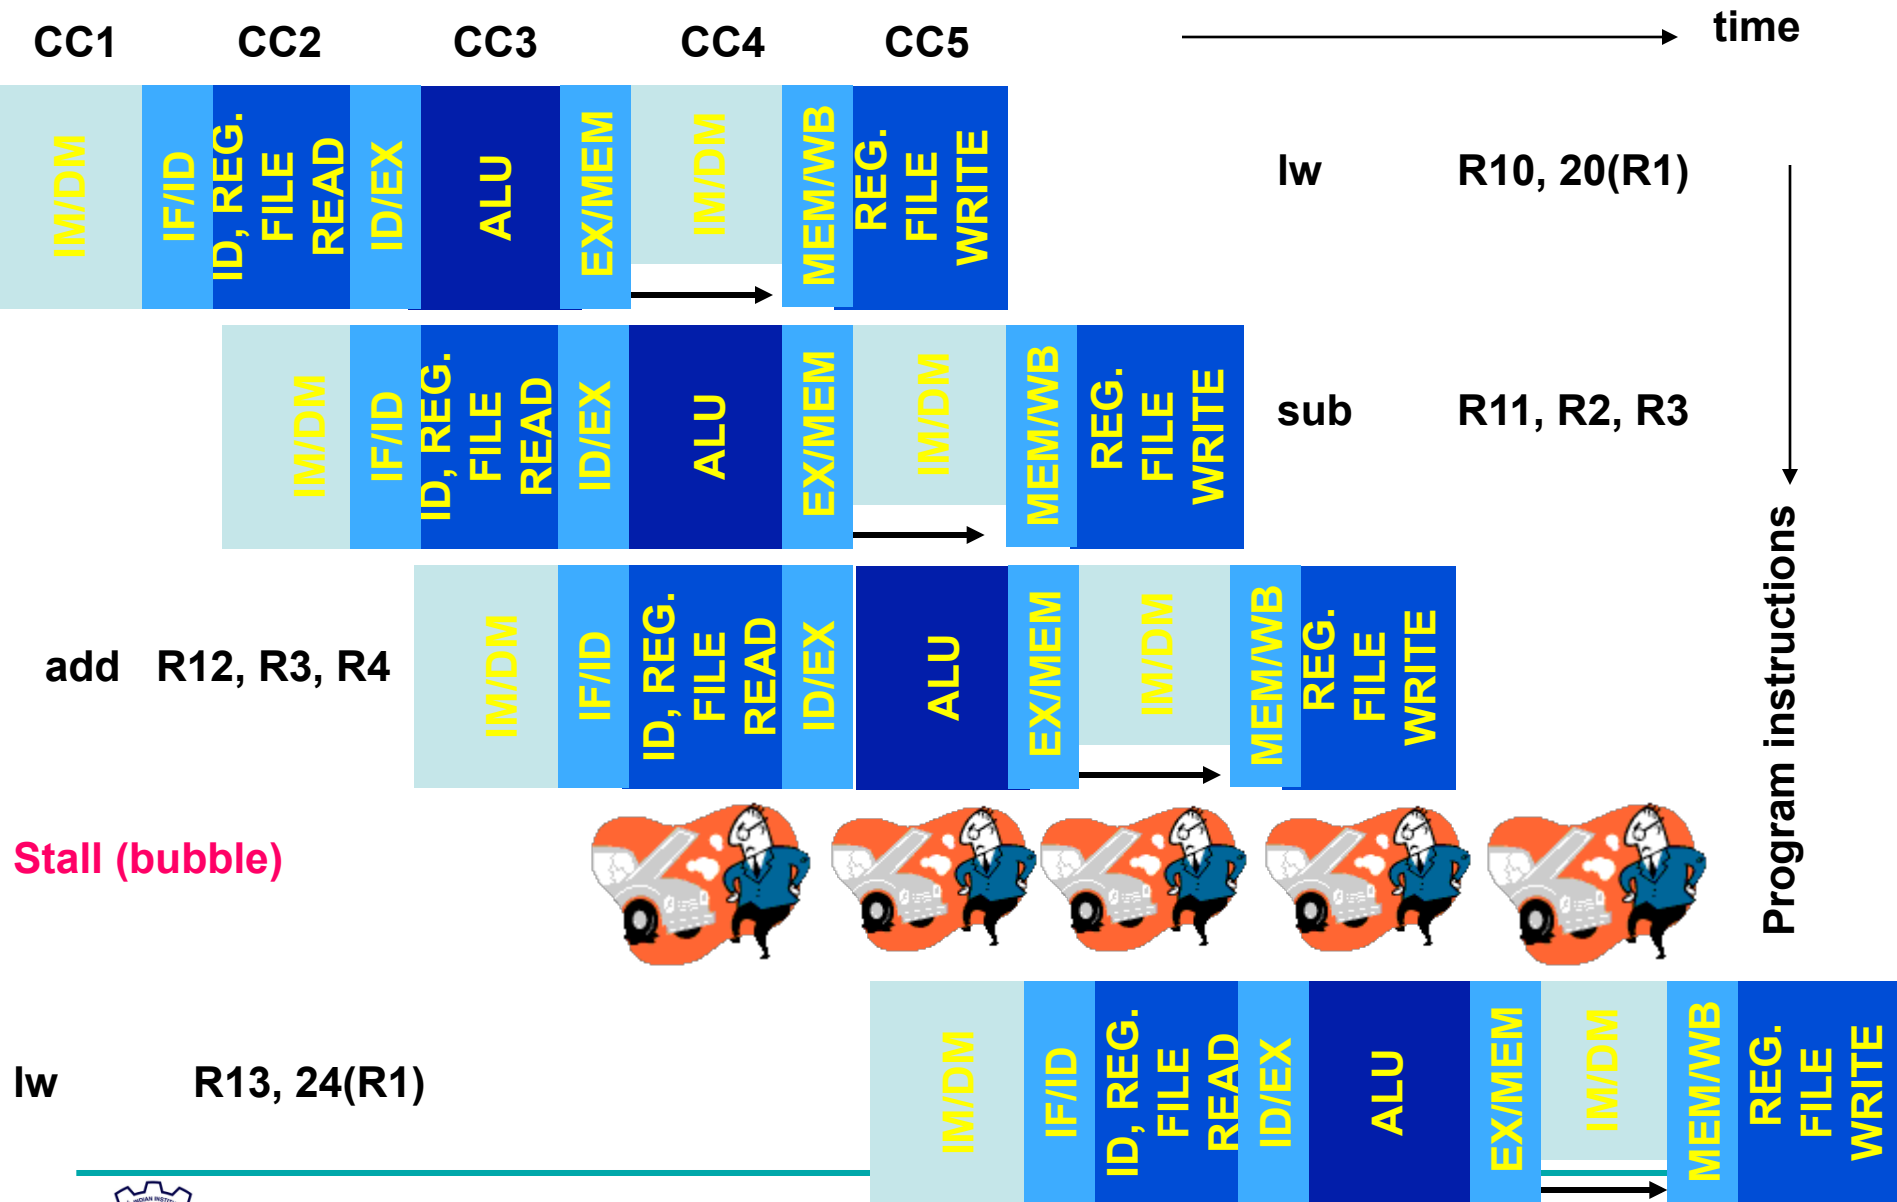 CC1 CC2 CC3 CC4 CC5 time
IM/DM
IF/ID
ID, REG.
FILE
READ
ID/EX
ALU
EX/MEM
IM/DM
MEM/WB
REG.
FILE
WRITE
lw R10, 20(R1)
IM/DM
IF/ID
ID, REG.
FILE
READ
ID/EX
ALU
EX/MEM
IM/DM
MEM/WB
REG.
FILE
WRITE
sub R11, R2, R3
add R12, R3, R4
IM/DM
IF/ID
ID, REG.
FILE
READ
ID/EX
ALU
EX/MEM
IM/DM
MEM/WB
REG.
FILE
WRITE
Program instructions
Stall (bubble)
lw R13, 24(R1)
IM/DM
IF/ID
ID, REG.
FILE
READ
ID/EX
ALU
EX/MEM
IM/DM
MEM/WB
REG.
FILE
WRITE